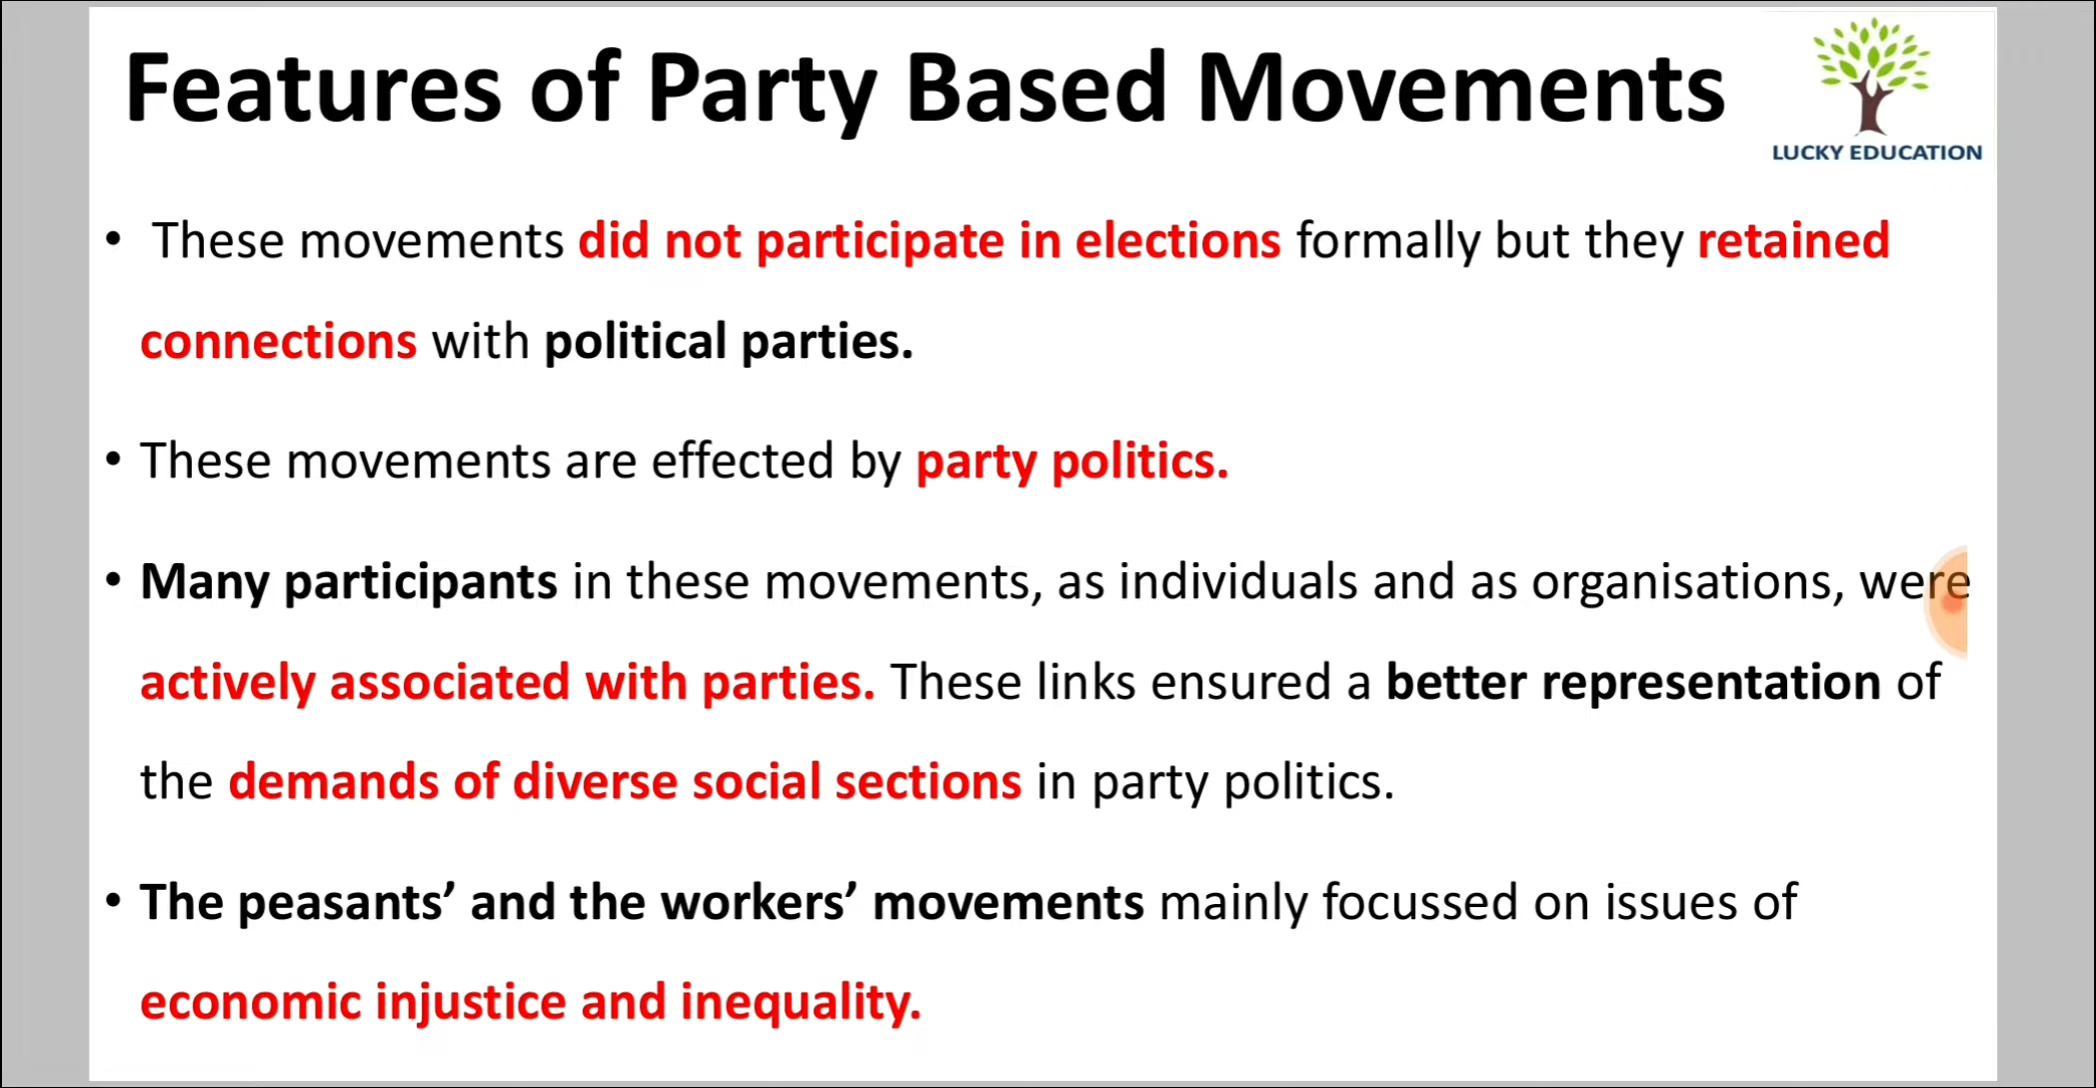 Features of Party Based Movements
LUCKY EDUCATION
• These movements did not participate in elections formally but they retained
connections with political parties.
• These movements are effected by party politics.
• Many participants in these movements, as individuals and as organisations, were
actively associated with parties. These links ensured a better representation of
the demands of diverse social sections in party politics.
• The peasants’ and the workers’ movements mainly focussed on issues of
economic injustice and inequality.